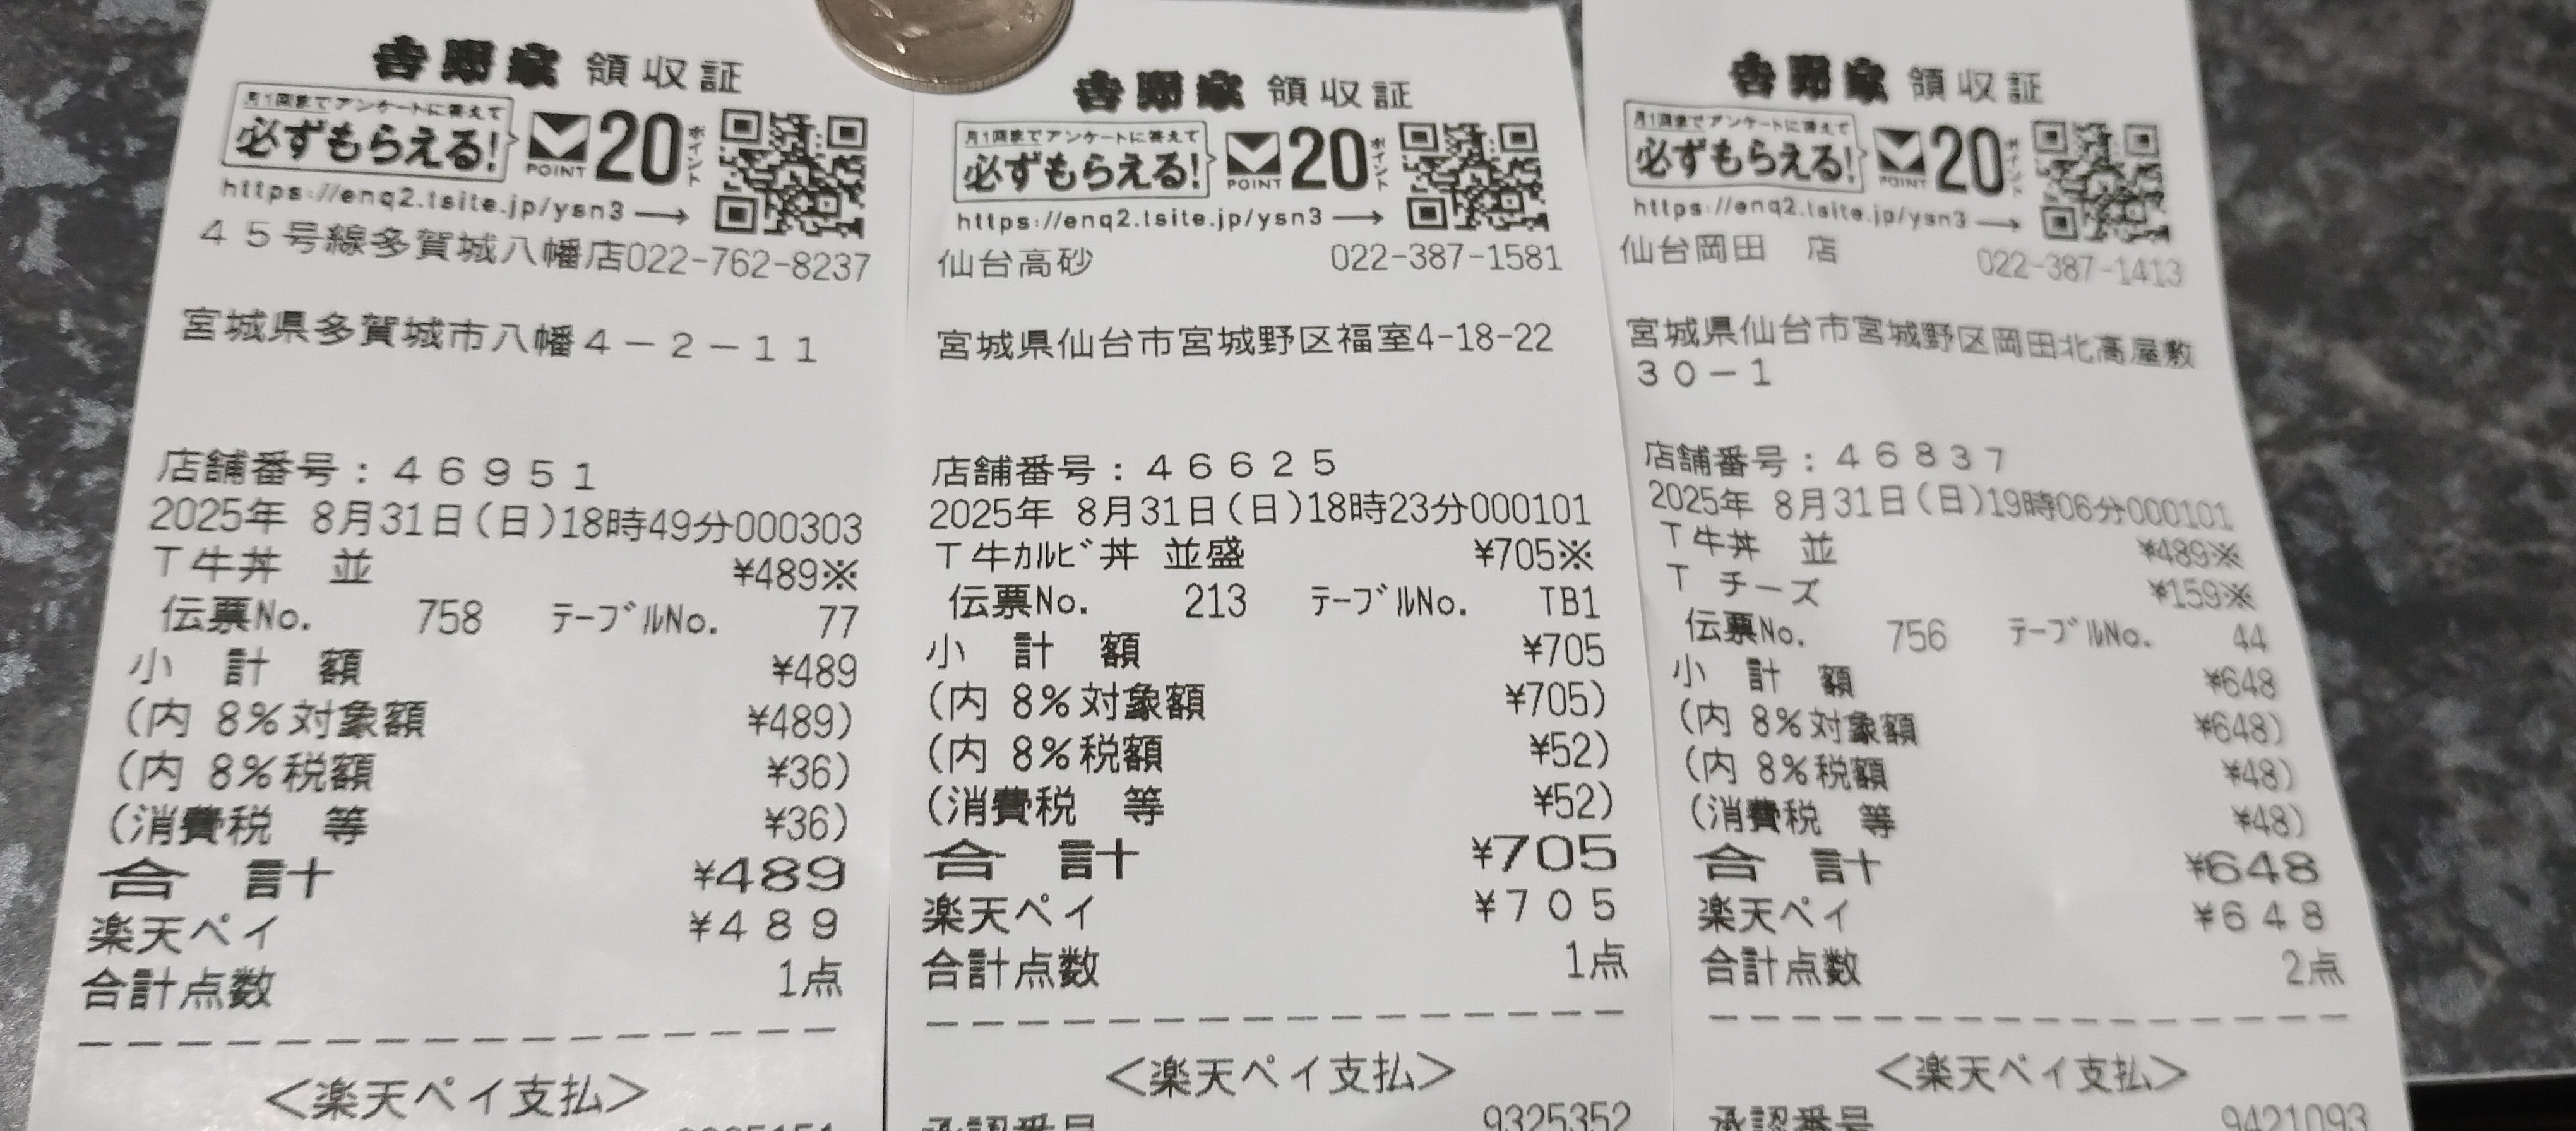 吉野家 領収証
月1回までアンケートに答えて
必ずもらえる!
POINT 20 ポイント
https://enq2.tsite.jp/ysn3
45号線多賀城八幡店022-762-8237
宮城県多賀城市八幡4-2-11
店舗番号:46951
2025年 8月31日(日)18時49分000303
T牛丼 並 ¥489※
伝票No. 758 テーブルNo. 77
小 計 額 ¥489
(内 8%対象額 ¥489)
(内 8%税額 ¥36)
(消費税 等 ¥36)
合 計 ¥489
楽天ペイ ¥489
合計点数 1点
<楽天ペイ支払>
吉野家 領収証
月1回までアンケートに答えて
必ずもらえる!
POINT 20 ポイント
https://enq2.tsite.jp/ysn3
仙台高砂 022-387-1581
宮城県仙台市宮城野区福室4-18-22
店舗番号:46625
2025年 8月31日(日)18時23分000101
T牛カルビ丼 並盛 ¥705※
伝票No. 213 テーブルNo. TB1
小 計 額 ¥705
(内 8%対象額 ¥705)
(内 8%税額 ¥52)
(消費税 等 ¥52)
合 計 ¥705
楽天ペイ ¥705
合計点数 1点
<楽天ペイ支払>
承認番号 9325352
吉野家 領収証
月1回までアンケートに答えて
必ずもらえる!
POINT 20 ポイント
https://enq2.tsite.jp/ysn3
仙台岡田 店 022-387-1413
宮城県仙台市宮城野区岡田北高屋敷
30-1
店舗番号:46837
2025年 8月31日(日)19時06分000101
T牛丼 並 ¥489※
T チーズ ¥159※
伝票No. 756 テーブルNo. 44
小 計 額 ¥648
(内 8%対象額 ¥648)
(内 8%税額 ¥48)
(消費税 等 ¥48)
合 計 ¥648
楽天ペイ ¥648
合計点数 2点
<楽天ペイ支払>
承認番号 9421093